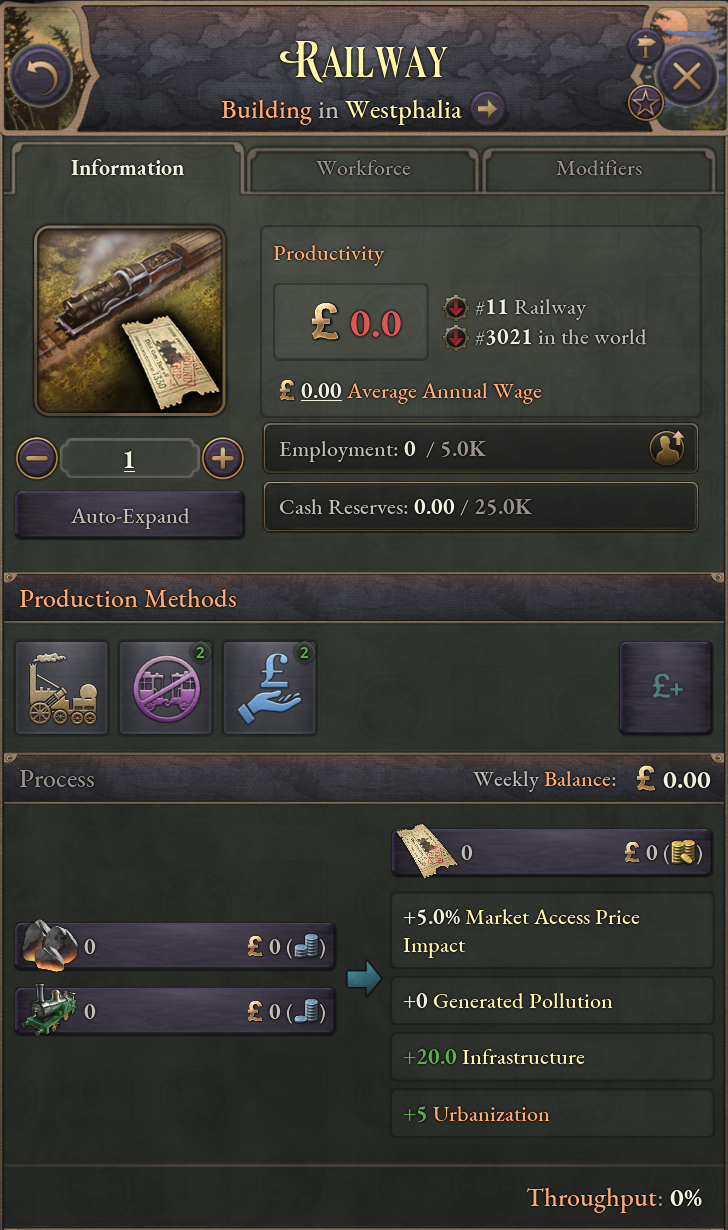 Railway
Building in Westphalia
Information
Workforce
Modifiers
Productivity
£ 0.0
#11 Railway
#3021 in the world
£ 0.00 Average Annual Wage
1
Employment: 0 / 5.0K
Auto-Expand
Cash Reserves: 0.00 / 25.0K
Production Methods
2
£ 2
£+
Process
Weekly Balance: £ 0.00
0 £ 0 ( )
+5.0% Market Access Price
Impact
0 £ 0 ( )
+0 Generated Pollution
0 £ 0 ( )
+20.0 Infrastructure
+5 Urbanization
Throughput: 0%